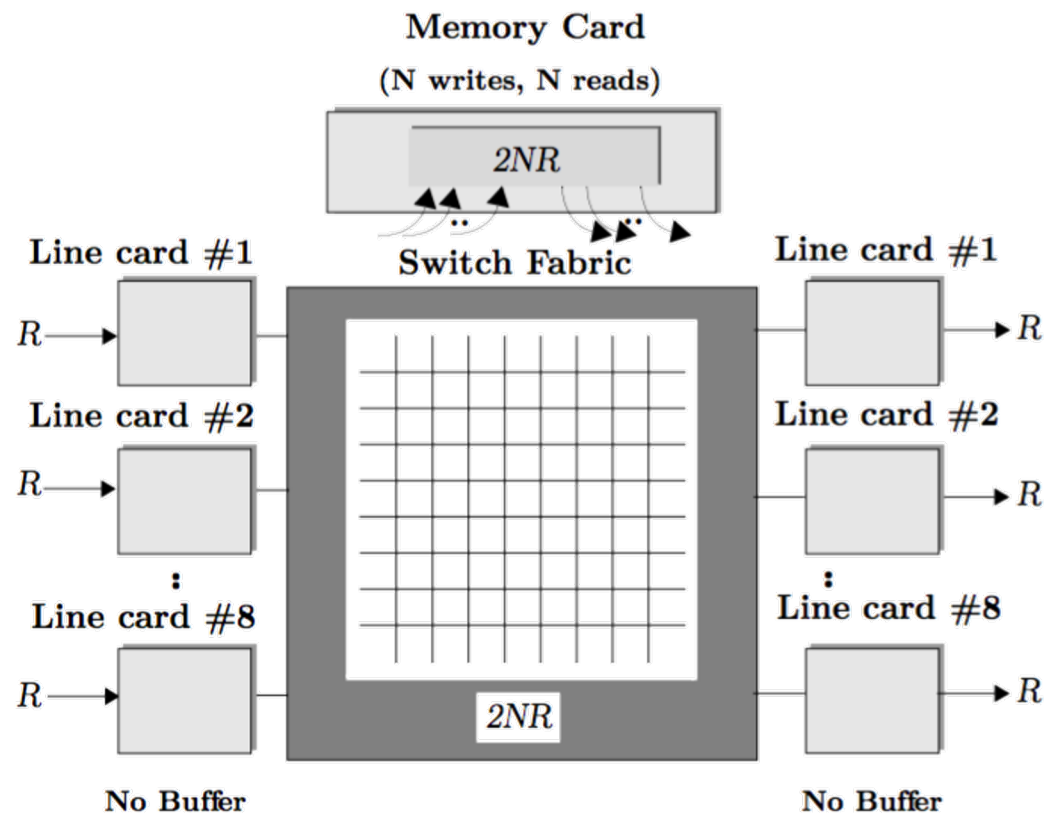 Memory Card
(N writes, N reads)
2NR
..
..
Switch Fabric
Line card #1
Line card #1
R
R
Line card #2
Line card #2
R
R
:
:
Line card #8
Line card #8
R
R
2NR
No Buffer
No Buffer